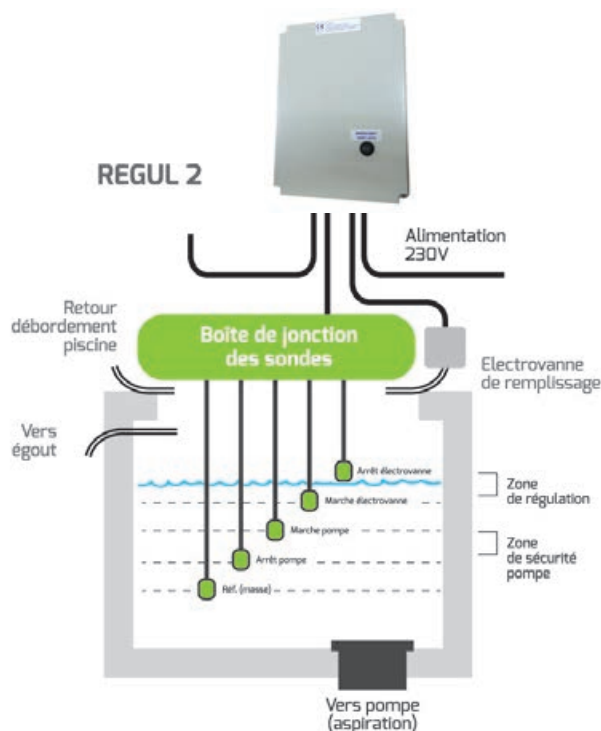 REGUL 2
Alimentation
230V
Retour
débordement
piscine
Boîte de jonction
des sondes
Electrovanne
de remplissage
Vers
égout
Arrêt électrovanne
Zone
de régulation
Marche électrovanne
Marche pompe
Zone
de sécurité
pompe
Arrêt pompe
Réf. (masse)
Vers pompe
(aspiration)